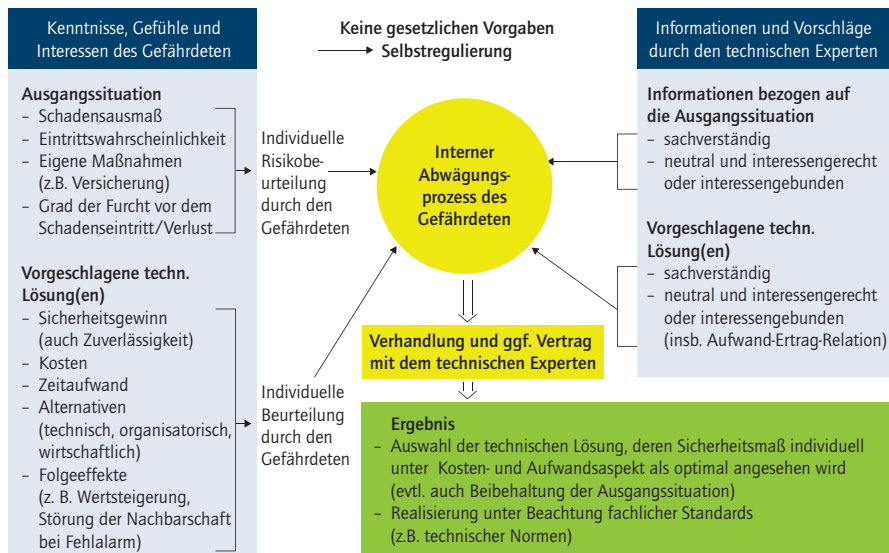 Kenntnisse, Gefühle und
Interessen des Gefährdeten
Ausgangssituation
– Schadensausmaß
– Eintrittswahrscheinlichkeit
– Eigene Maßnahmen
(z.B. Versicherung)
– Grad der Furcht vor dem
Schadenseintritt/Verlust
Vorgeschlagene techn.
Lösung(en)
– Sicherheitsgewinn
(auch Zuverlässigkeit)
– Kosten
– Zeitaufwand
– Alternativen
(technisch, organisatorisch,
wirtschaftlich)
– Folgeeffekte
(z. B. Wertsteigerung,
Störung der Nachbarschaft
bei Fehlalarm)
Individuelle
Risikobe-
urteilung
durch den
Gefährdeten
Individuelle
Beurteilung
durch den
Gefährdeten
Keine gesetzlichen Vorgaben
Selbstregulierung
Interner
Abwägungs-
prozess des
Gefährdeten
Verhandlung und ggf. Vertrag
mit dem technischen Experten
Ergebnis
– Auswahl der technischen Lösung, deren Sicherheitsmaß individuell
unter Kosten- und Aufwandsaspekt als optimal angesehen wird
(evtl. auch Beibehaltung der Ausgangssituation)
– Realisierung unter Beachtung fachlicher Standards
(z.B. technischer Normen)
Informationen und Vorschläge
durch den technischen Experten
Informationen bezogen auf
die Ausgangssituation
– sachverständig
– neutral und interessengerecht
oder interessengebunden
Vorgeschlagene techn.
Lösung(en)
– sachverständig
– neutral und interessengerecht
oder interessengebunden
(insb. Aufwand-Ertrag-Relation)